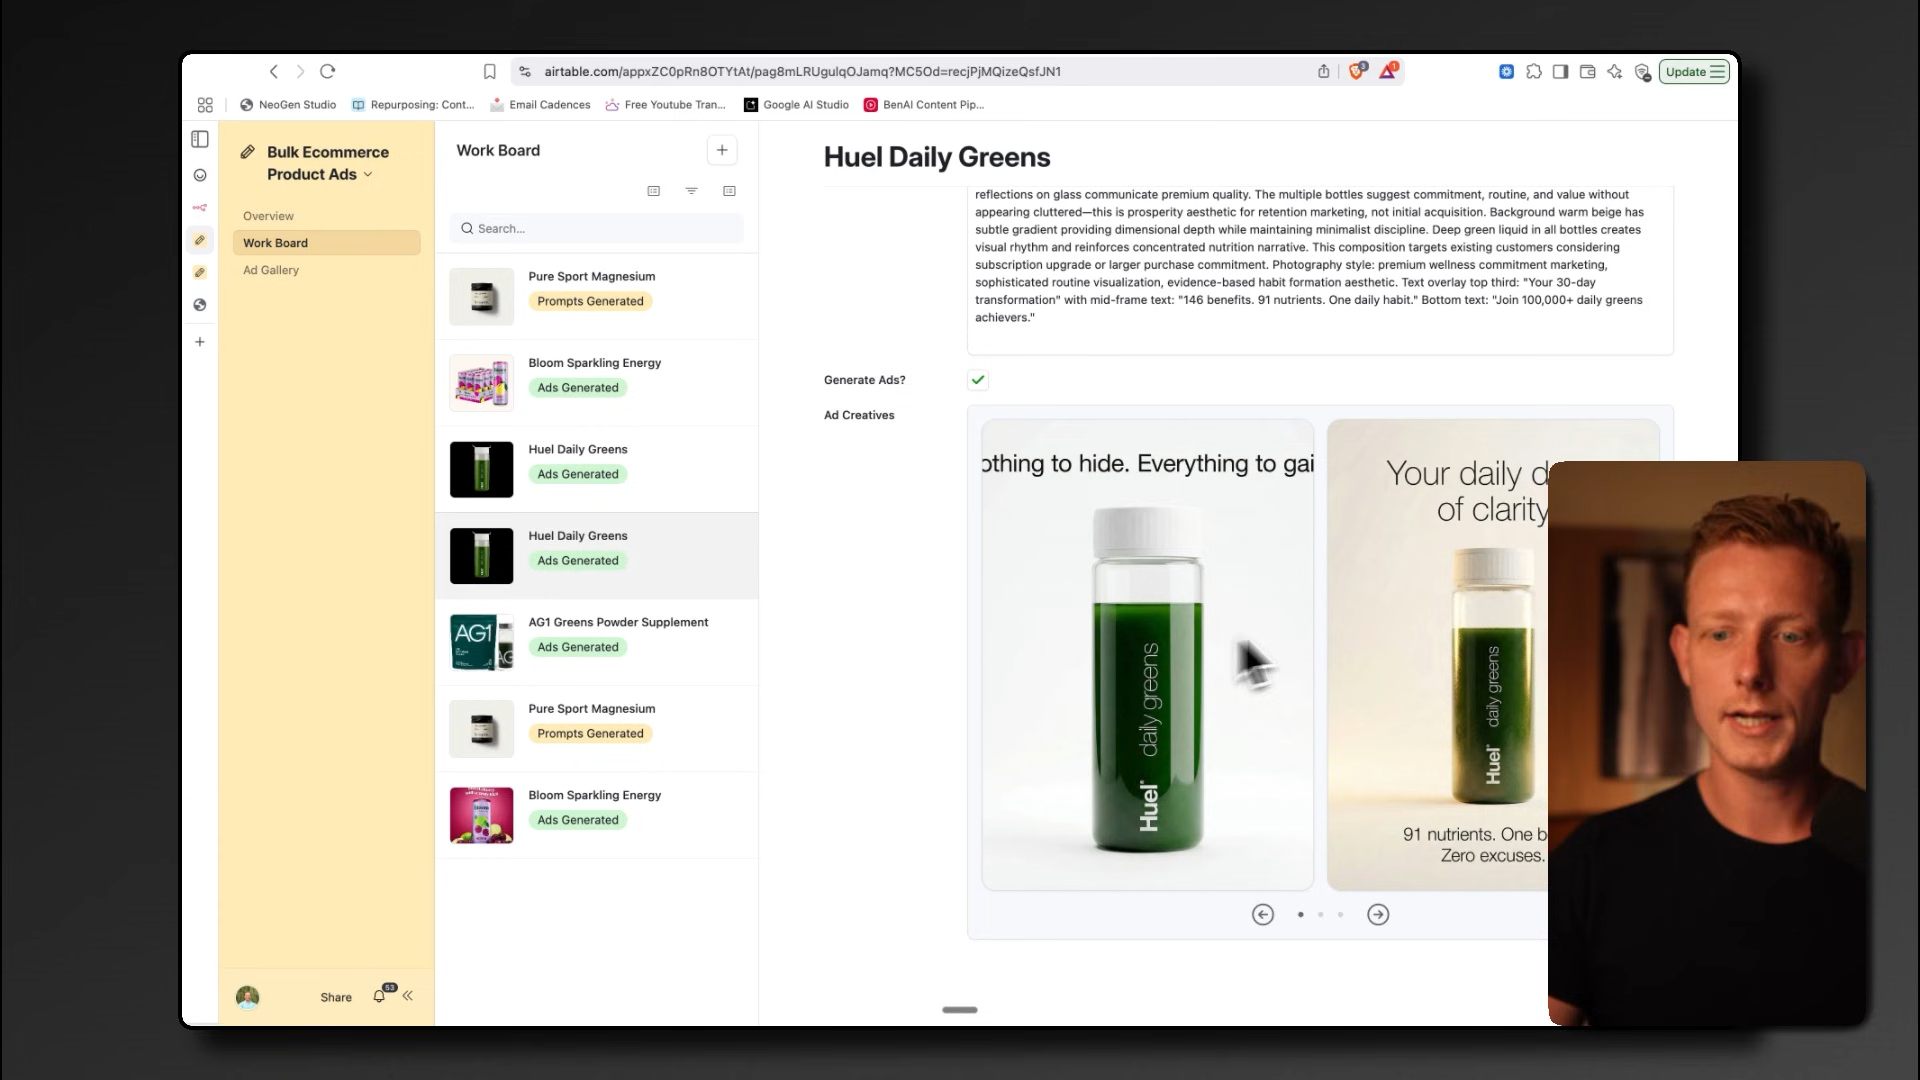 airtable.com/appxZC0pRn8OTYtAt/pag8mLRUgulqOJamq?MC5Od=recjPjMQizeQsfJN1
3
1
Update
NeoGen Studio
Repurposing: Cont...
Email Cadences
Free Youtube Tran...
Google AI Studio
BenAI Content Pip...
Bulk Ecommerce
Product Ads
Overview
Work Board
Ad Gallery
Share
53
Work Board
Search...
Pure Sport Magnesium
Prompts Generated
Bloom Sparkling Energy
Ads Generated
Huel Daily Greens
Ads Generated
Huel Daily Greens
Ads Generated
AG1
AG1 Greens Powder Supplement
Ads Generated
Pure Sport Magnesium
Prompts Generated
Bloom Sparkling Energy
Ads Generated
Huel Daily Greens
reflections on glass communicate premium quality. The multiple bottles suggest commitment, routine, and value without
appearing cluttered—this is prosperity aesthetic for retention marketing, not initial acquisition. Background warm beige has
subtle gradient providing dimensional depth while maintaining minimalist discipline. Deep green liquid in all bottles creates
visual rhythm and reinforces concentrated nutrition narrative. This composition targets existing customers considering
subscription upgrade or larger purchase commitment. Photography style: premium wellness commitment marketing,
sophisticated routine visualization, evidence-based habit formation aesthetic. Text overlay top third: "Your 30-day
transformation" with mid-frame text: "146 benefits. 91 nutrients. One daily habit." Bottom text: "Join 100,000+ daily greens
achievers."
Generate Ads?
Ad Creatives
othing to hide. Everything to gai
Huel daily greens
Your daily d
of clarity
Huel daily greens
91 nutrients. One b
Zero excuses.